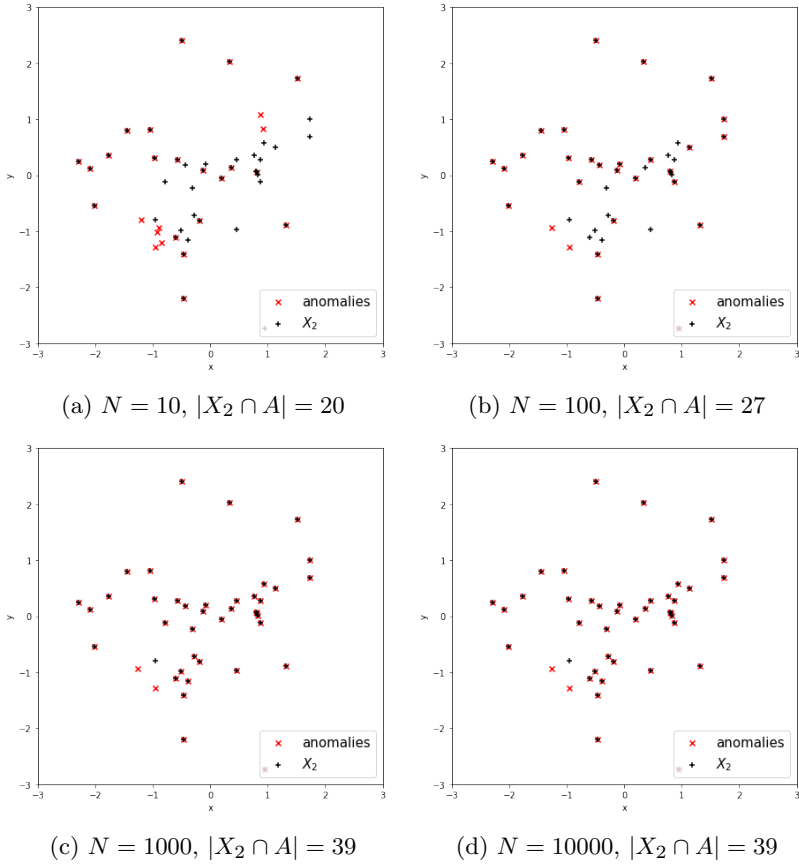 3
2
1
0
−1
−2
−3
y
−3 −2 −1 0 1 2 3
x
anomalies
X₂
(a) N = 10, |X₂ ∩ A| = 20
3
2
1
0
−1
−2
−3
y
−3 −2 −1 0 1 2 3
x
anomalies
X₂
(b) N = 100, |X₂ ∩ A| = 27
3
2
1
0
−1
−2
−3
y
−3 −2 −1 0 1 2 3
x
anomalies
X₂
(c) N = 1000, |X₂ ∩ A| = 39
3
2
1
0
−1
−2
−3
y
−3 −2 −1 0 1 2 3
x
anomalies
X₂
(d) N = 10000, |X₂ ∩ A| = 39